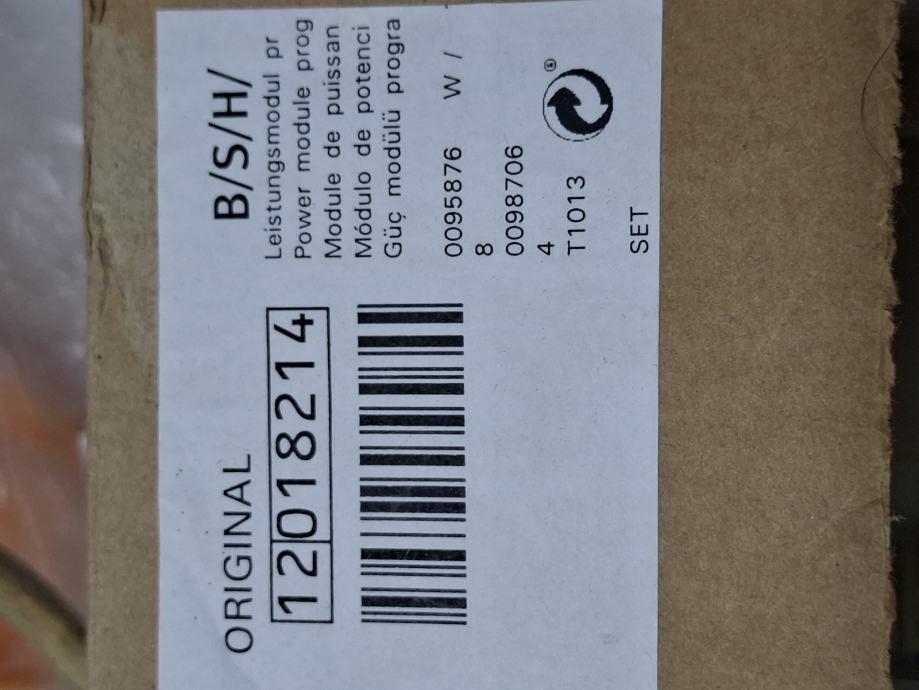 ORIGINAL B/S/H/
12018214
Leistungsmodul pr
Power module prog
Module de puissan
Módulo de potenci
Güç modülü progra
0095876 W /
8
0098706
4
T1013
SET